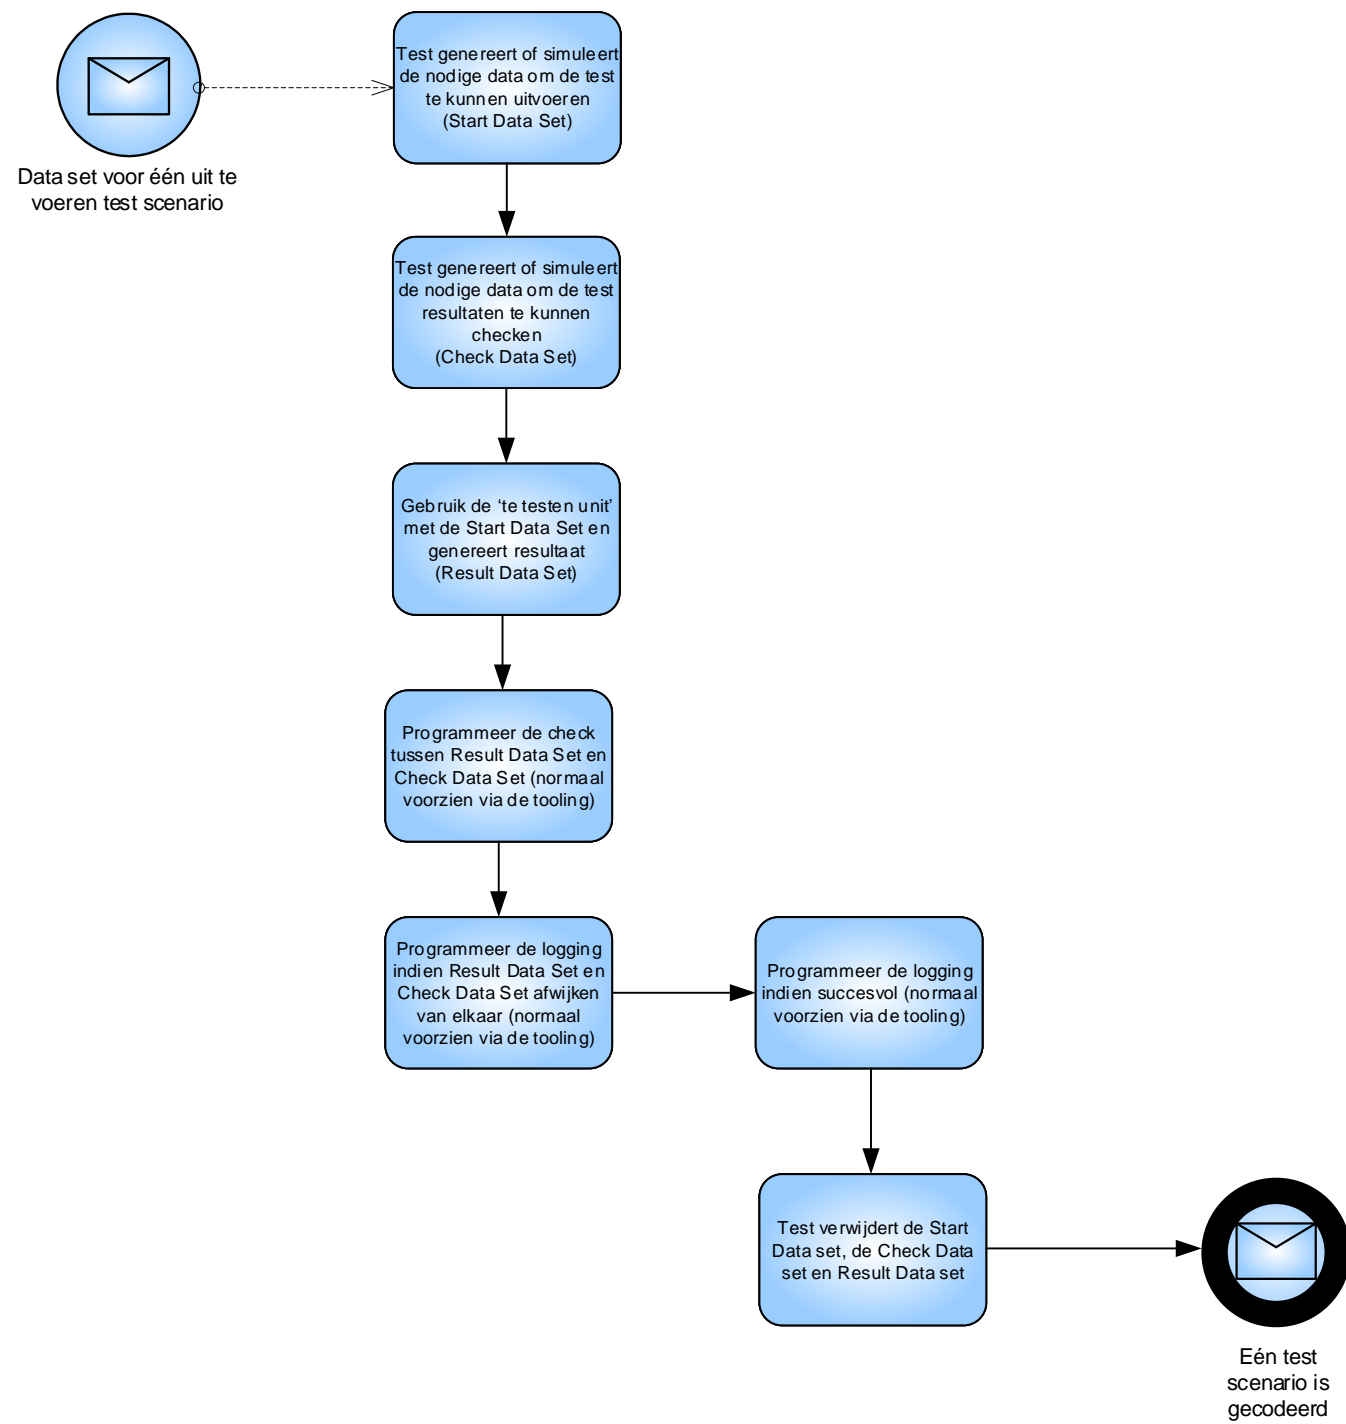 Test genereert of simuleert
de nodige data om de test
te kunnen uitvoeren
(Start Data Set)
Data set voor één uit te
voeren test scenario
Test genereert of simuleert
de nodige data om de test
resultaten te kunnen
checken
(Check Data Set)
Gebruik de ‘te testen unit’
met de Start Data Set en
genereert resultaat
(Result Data Set)
Programmeer de check
tussen Result Data Set en
Check Data Set (normaal
voorzien via de tooling)
Programmeer de logging
indien Result Data Set en
Check Data Set afwijken
van elkaar (normaal
voorzien via de tooling)
Programmeer de logging
indien succesvol (normaal
voorzien via de tooling)
Test verwijdert de Start
Data set, de Check Data
set en Result Data set
Eén test
scenario is
gecodeerd